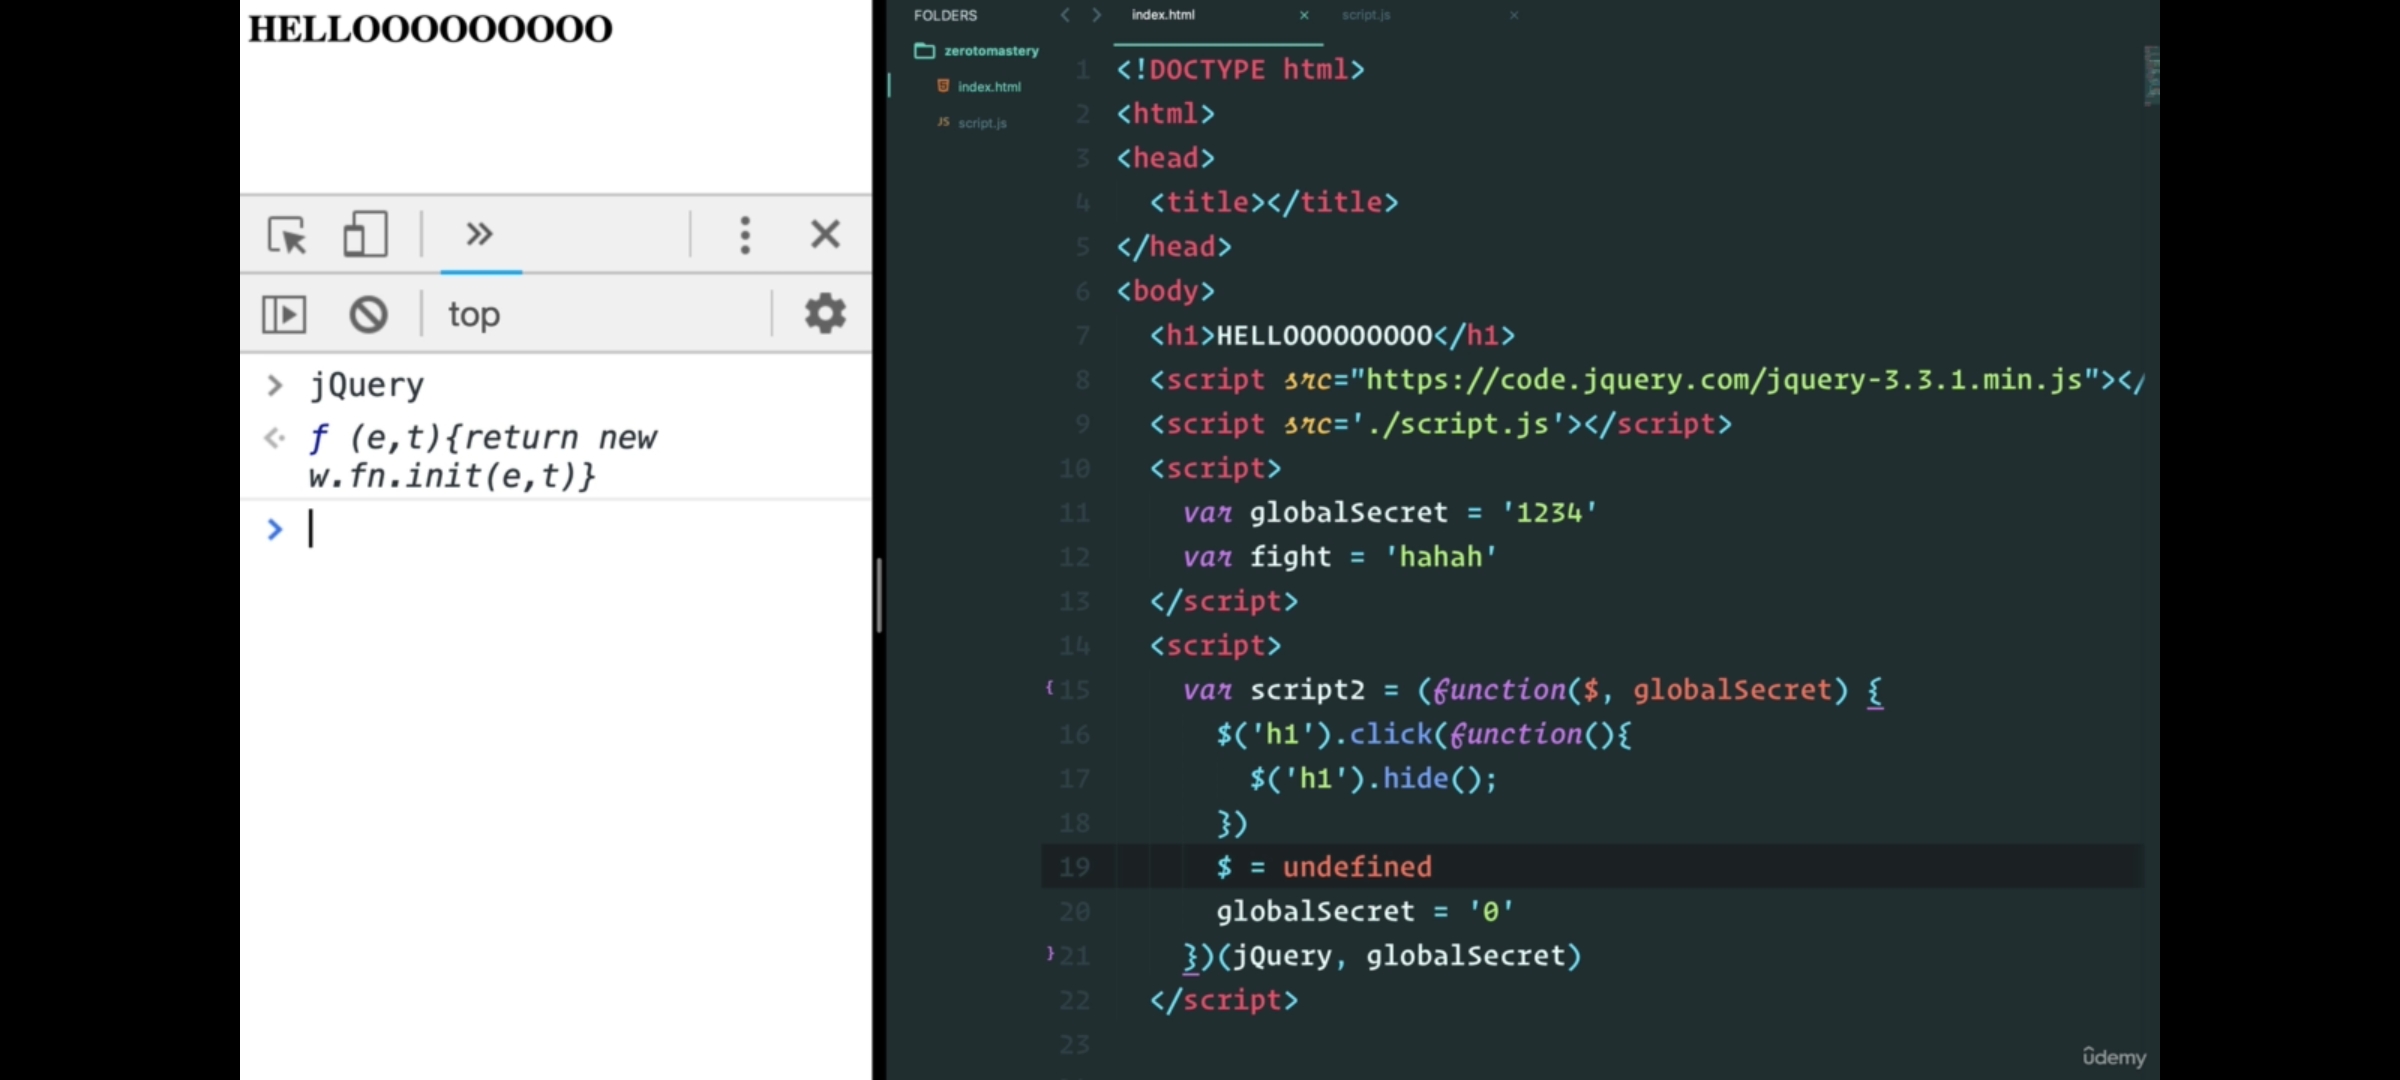 HELLOOOOOOOOO
top
jQuery
f (e,t){return new
w.fn.init(e,t)}
FOLDERS
zerotomastery
index.html
JS script.js
index.html
script.js
1 <!DOCTYPE html>
2 <html>
3 <head>
4 <title></title>
5 </head>
6 <body>
7 <h1>HELLOOOOOOOOO</h1>
8 <script src="https://code.jquery.com/jquery-3.3.1.min.js"></
9 <script src='./script.js'></script>
10 <script>
11 var globalSecret = '1234'
12 var fight = 'hahah'
13 </script>
14 <script>
15 var script2 = (function($, globalSecret) {
16 $('h1').click(function(){
17 $('h1').hide();
18 })
19 $ = undefined
20 globalSecret = '0'
21 })(jQuery, globalSecret)
22 </script>
23
udemy